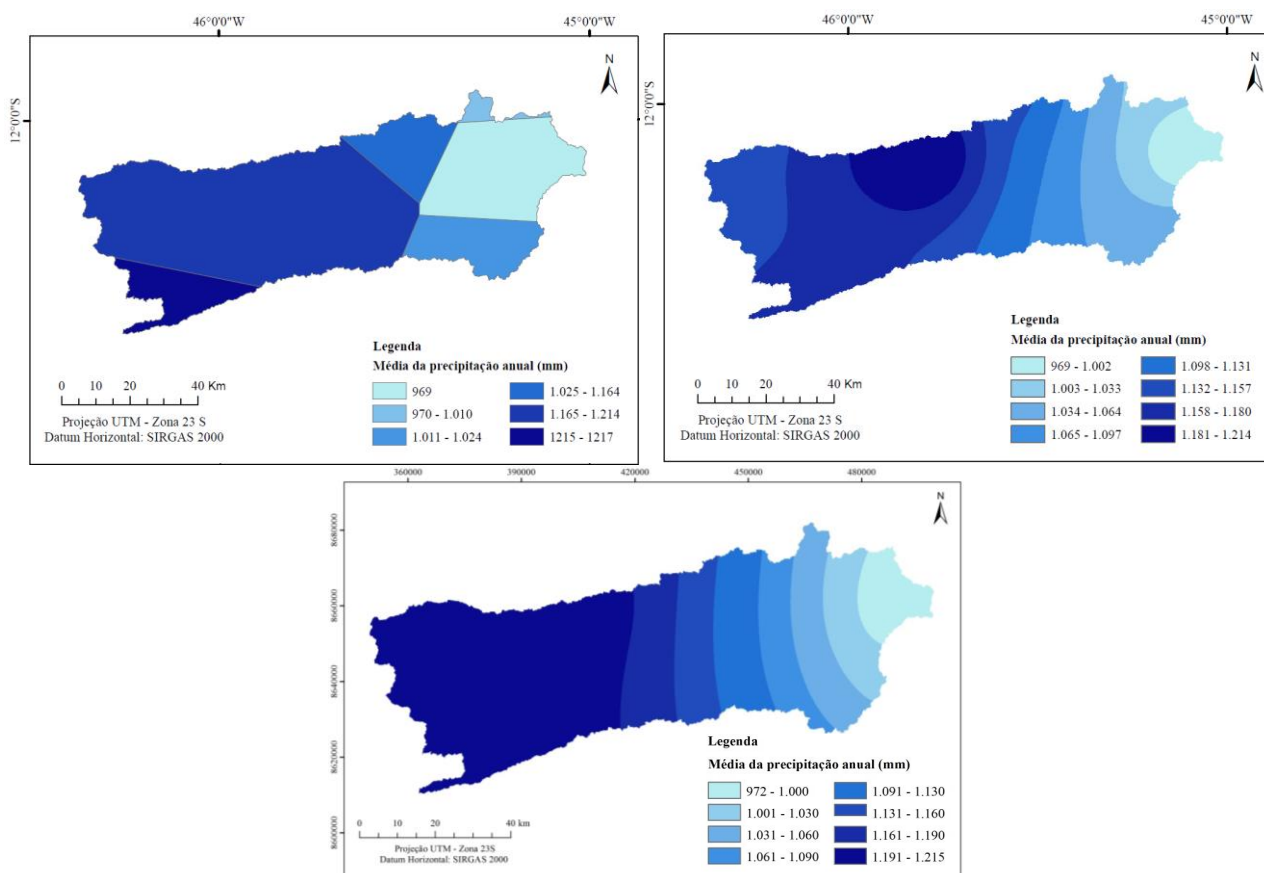 46°0'0"W 45°0'0"W
N
12°0'0"S
Legenda
Média da precipitação anual (mm)
969 1.025 - 1.164
970 - 1.010 1.165 - 1.214
1.011 - 1.024 1215 - 1217
0 10 20 40 Km
Projeção UTM - Zona 23 S
Datum Horizontal: SIRGAS 2000
46°0'0"W 45°0'0"W
N
12°0'0"S
Legenda
Média da precipitação anual (mm)
969 - 1.002 1.098 - 1.131
1.003 - 1.033 1.132 - 1.157
1.034 - 1.064 1.158 - 1.180
1.065 - 1.097 1.181 - 1.214
0 10 20 40 Km
Projeção UTM - Zona 23 S
Datum Horizontal: SIRGAS 2000
360000 390000 420000 450000 480000
N
8680000
8660000
8640000
8620000
8600000
Legenda
Média da precipitação anual (mm)
972 - 1.000 1.091 - 1.130
1.001 - 1.030 1.131 - 1.160
1.031 - 1.060 1.161 - 1.190
1.061 - 1.090 1.191 - 1.215
0 10 20 40 km
Projeção UTM - Zona 23S
Datum Horizontal: SIRGAS 2000